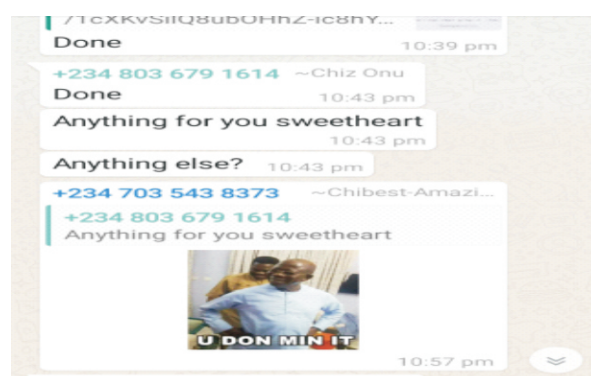 Done
10:39 pm
+234 803 679 1614 ~Chiz Onu
Done
10:43 pm
Anything for you sweetheart
10:43 pm
Anything else? 10:43 pm
+234 703 543 8373 ~Chibest-Amazi...
+234 803 679 1614
Anything for you sweetheart
U DON MIN IT
10:57 pm